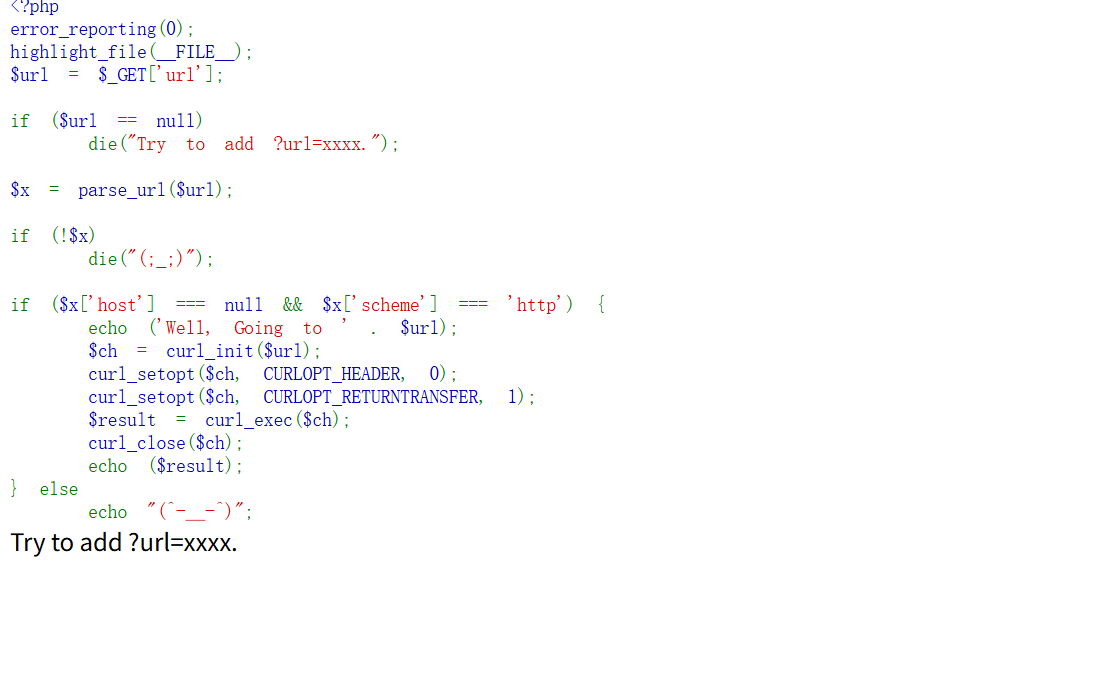 <?php
error_reporting(0);
highlight_file(__FILE__);
$url = $_GET['url'];
if ($url == null)
die("Try to add ?url=xxxx.");
$x = parse_url($url);
if (!$x)
die("(;_;)");
if ($x['host'] === null && $x['scheme'] === 'http') {
echo ('Well, Going to ' . $url);
$ch = curl_init($url);
curl_setopt($ch, CURLOPT_HEADER, 0);
curl_setopt($ch, CURLOPT_RETURNTRANSFER, 1);
$result = curl_exec($ch);
curl_close($ch);
echo ($result);
} else
echo "(^-__-^)";
Try to add ?url=xxxx.